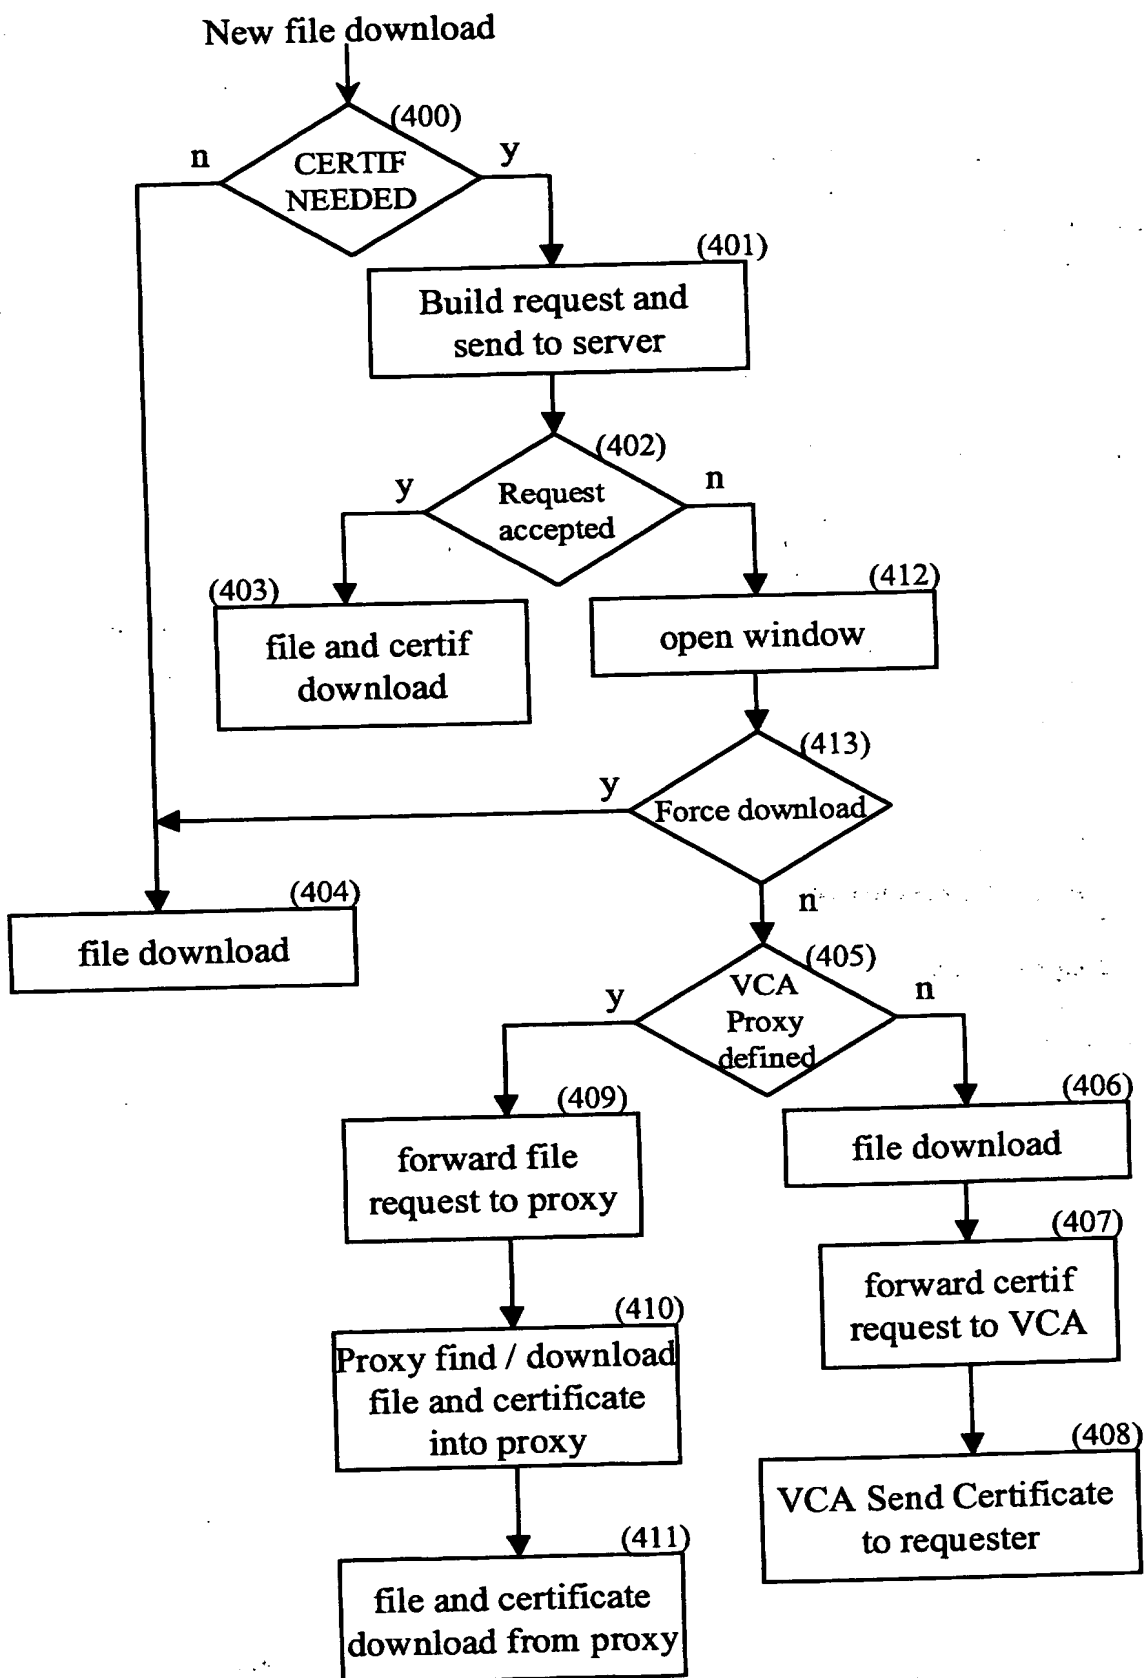 New file download
(400)
n
y
CERTIF
NEEDED
(401)
Build request and
send to server
(402)
y
n
Request
accepted
(403)
file and certif
download
(412)
open window
(413)
y
Force download
n
(404)
file download
(405)
y
n
VCA
Proxy
defined
(409)
forward file
request to proxy
(406)
file download
(407)
forward certif
request to VCA
(410)
Proxy find / download
file and certificate
into proxy
(408)
VCA Send Certificate
to requester
(411)
file and certificate
download from proxy